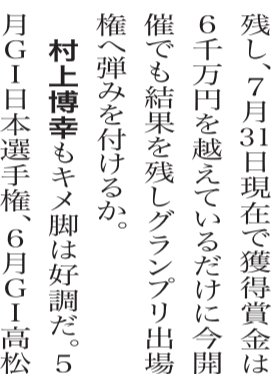 残し、7月31日現在で獲得賞金は
6千万円を越えているだけに今開
催でも結果を残しグランプリ出場
権へ弾みを付けるか。
村上博幸もキメ脚は好調だ。5
月GⅠ日本選手権、6月GⅠ高松